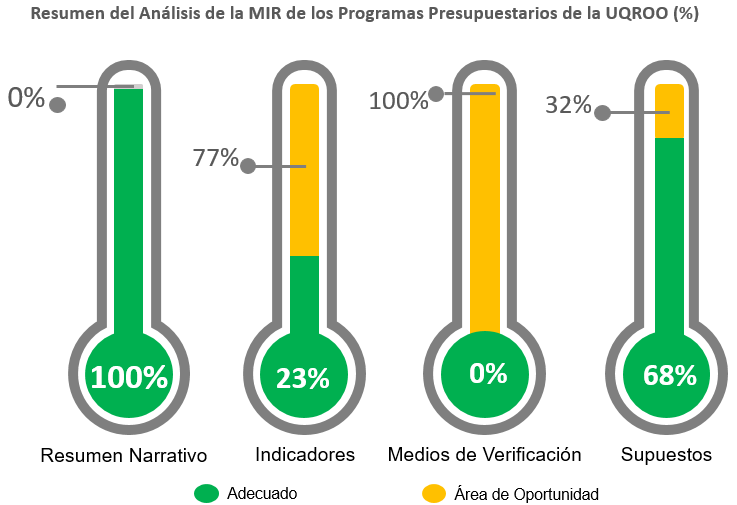 Resumen del Análisis de la MIR de los Programas Presupuestarios de la UQROO (%)
0%
77%
100%
32%
100%
23%
0%
68%
Resumen Narrativo
Indicadores
Medios de Verificación
Supuestos
Adecuado
Área de Oportunidad